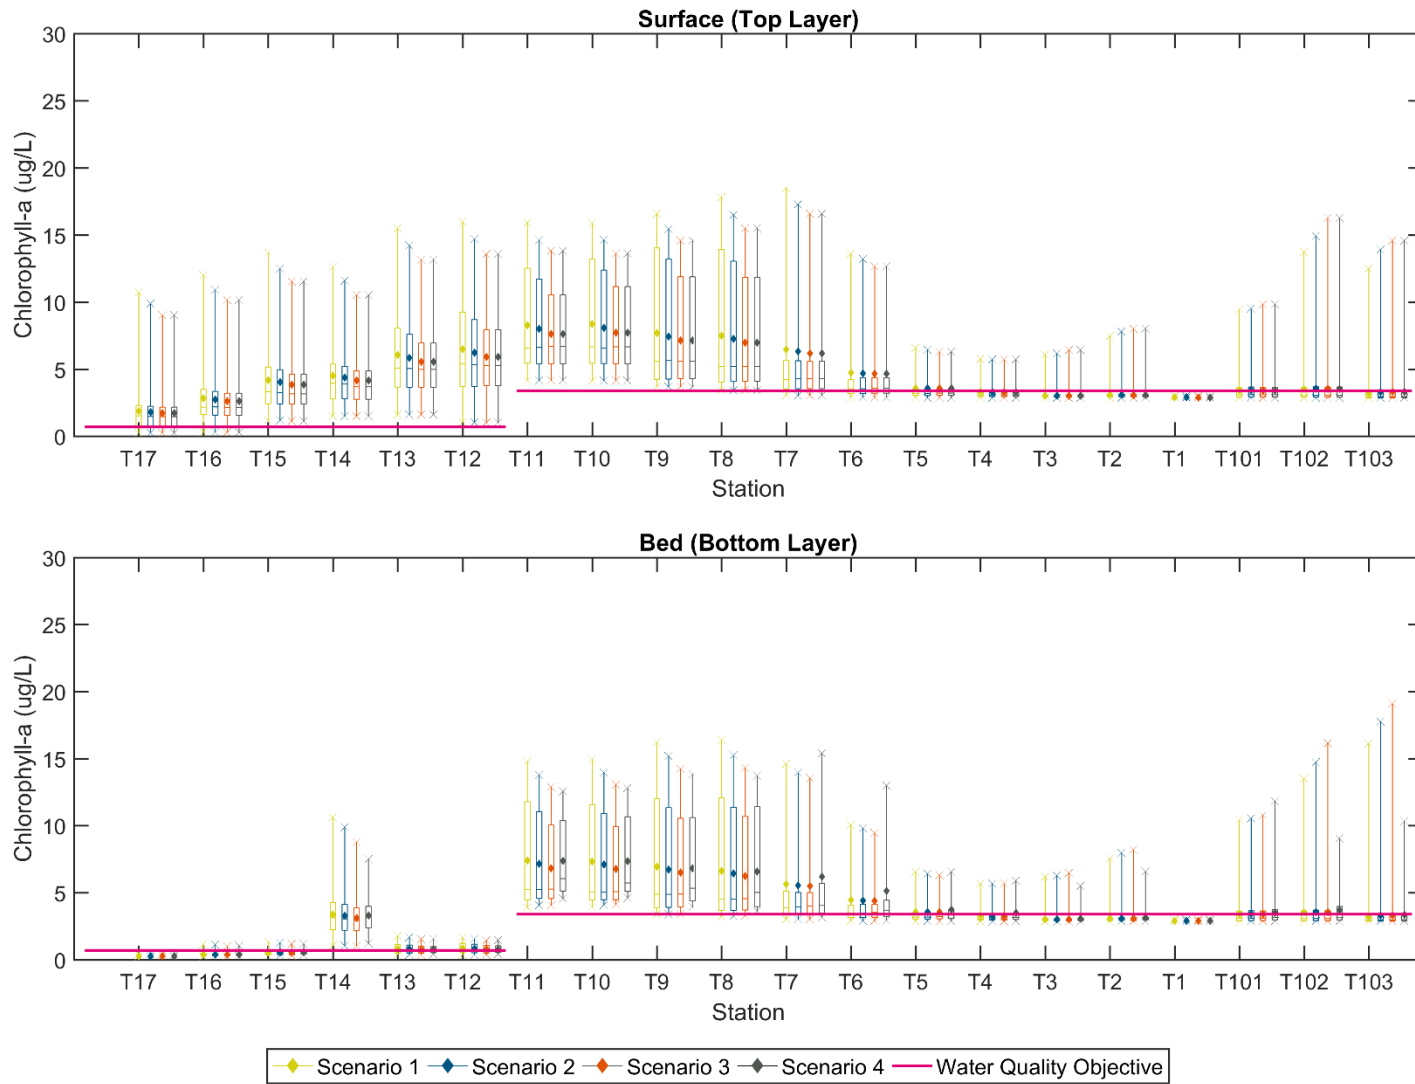 Surface (Top Layer)
30
25
20
15
10
5
0
Chlorophyll-a (ug/L)
T17 T16 T15 T14 T13 T12 T11 T10 T9 T8 T7 T6 T5 T4 T3 T2 T1 T101 T102 T103
Station
Bed (Bottom Layer)
30
25
20
15
10
5
0
Chlorophyll-a (ug/L)
T17 T16 T15 T14 T13 T12 T11 T10 T9 T8 T7 T6 T5 T4 T3 T2 T1 T101 T102 T103
Station
Scenario 1 Scenario 2 Scenario 3 Scenario 4 Water Quality Objective